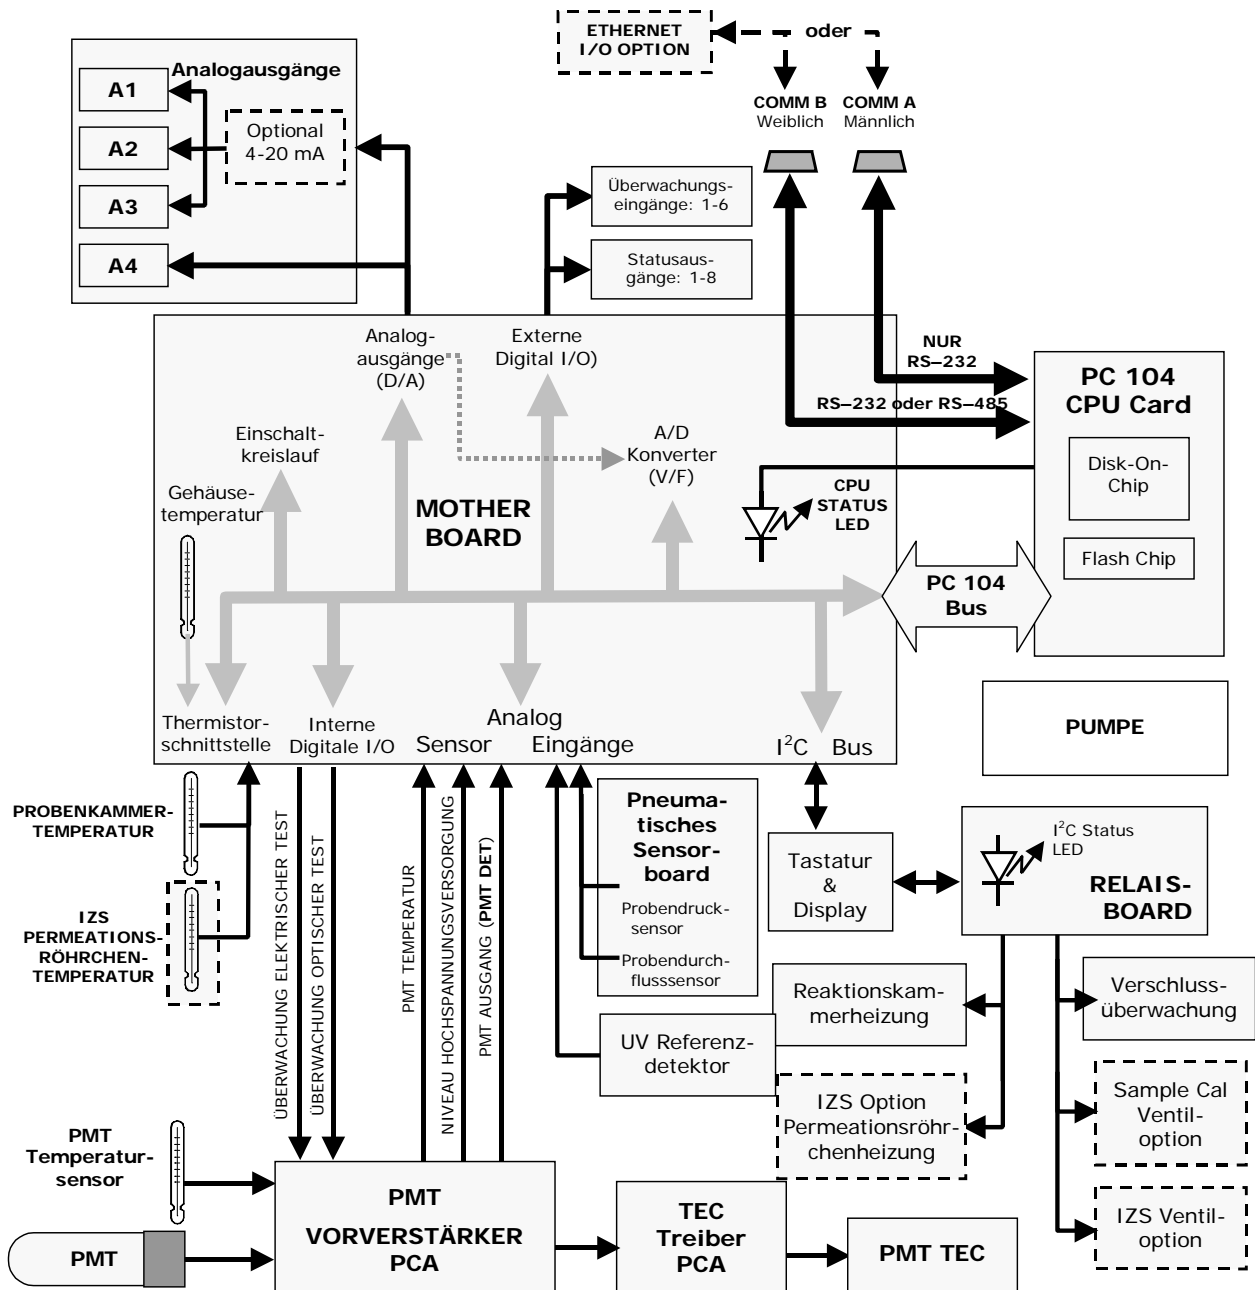 ETHERNET
I/O OPTION
oder
Analogausgänge
A1
A2
A3
A4
Optional
4-20 mA
COMM B
Weiblich
COMM A
Männlich
Überwachungs-
eingänge: 1-6
Statusaus-
gänge: 1-8
Analog-
ausgänge
(D/A)
Externe
Digital I/O)
NUR
RS–232
RS–232 oder RS–485
PC 104
CPU Card
Disk-On-
Chip
Flash Chip
Einschalt-
kreislauf
A/D
Konverter
(V/F)
Gehäuse-
temperatur
MOTHER
BOARD
CPU
STATUS
LED
PC 104
Bus
Thermistor-
schnittstelle
Interne
Digitale I/O
Analog
Sensor Eingänge
I²C Bus
PUMPE
PROBENKAMMER-
TEMPERATUR
IZS
PERMEATIONS-
RÖHRCHEN-
TEMPERATUR
ÜBERWACHUNG ELEKTRISCHER TEST
ÜBERWACHUNG OPTISCHER TEST
PMT TEMPERATUR
NIVEAU HOCHSPANNUNGSVERSORGUNG
PMT AUSGANG (PMT DET)
Pneuma-
tisches
Sensor-
board
Probendruck-
sensor
Probendurch-
flusssensor
Tastatur
&
Display
I²C Status
LED
RELAIS-
BOARD
UV Referenz-
detektor
Reaktionskam-
merheizung
IZS Option
Permeationsröhr-
chenheizung
Verschluss-
überwachung
Sample Cal
Ventil-
option
IZS Ventil-
option
PMT
Temperatur-
sensor
PMT
PMT
VORVERSTÄRKER
PCA
TEC
Treiber
PCA
PMT TEC